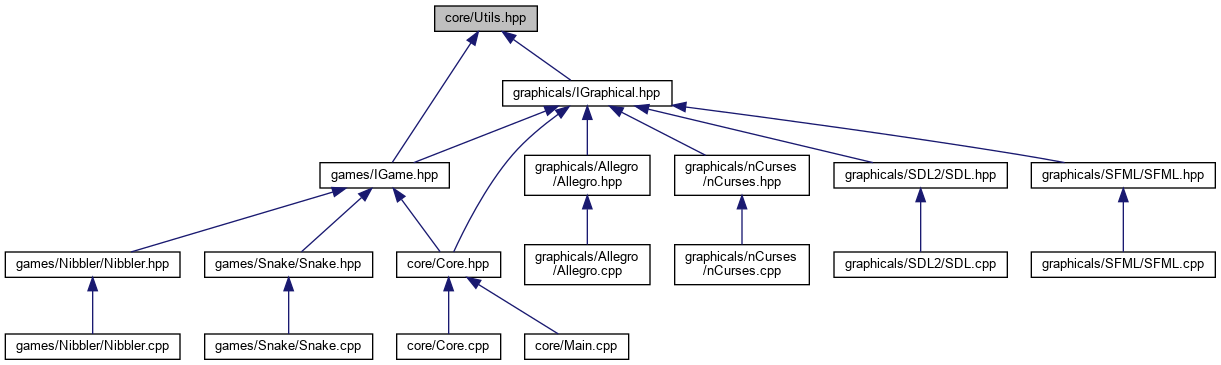 core/Utils.hpp
graphicals/IGraphical.hpp
games/IGame.hpp
graphicals/Allegro
/Allegro.hpp
graphicals/nCurses
/nCurses.hpp
graphicals/SDL2/SDL.hpp
graphicals/SFML/SFML.hpp
games/Nibbler/Nibbler.hpp
games/Snake/Snake.hpp
core/Core.hpp
graphicals/Allegro
/Allegro.cpp
graphicals/nCurses
/nCurses.cpp
graphicals/SDL2/SDL.cpp
graphicals/SFML/SFML.cpp
games/Nibbler/Nibbler.cpp
games/Snake/Snake.cpp
core/Core.cpp
core/Main.cpp